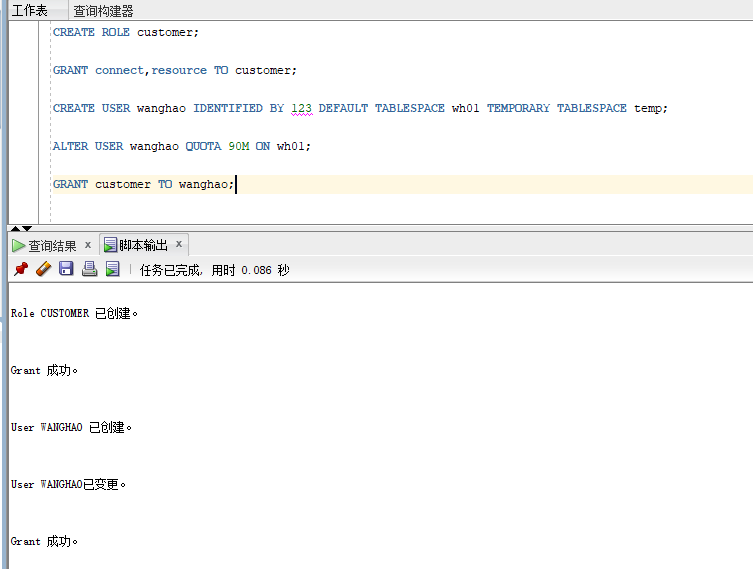 工作表 查询构建器
CREATE ROLE customer;
GRANT connect,resource TO customer;
CREATE USER wanghao IDENTIFIED BY 123 DEFAULT TABLESPACE wh01 TEMPORARY TABLESPACE temp;
ALTER USER wanghao QUOTA 90M ON wh01;
GRANT customer TO wanghao;
查询结果 x 脚本输出 x
任务已完成, 用时 0.086 秒
Role CUSTOMER 已创建。
Grant 成功。
User WANGHAO 已创建。
User WANGHAO已变更。
Grant 成功。